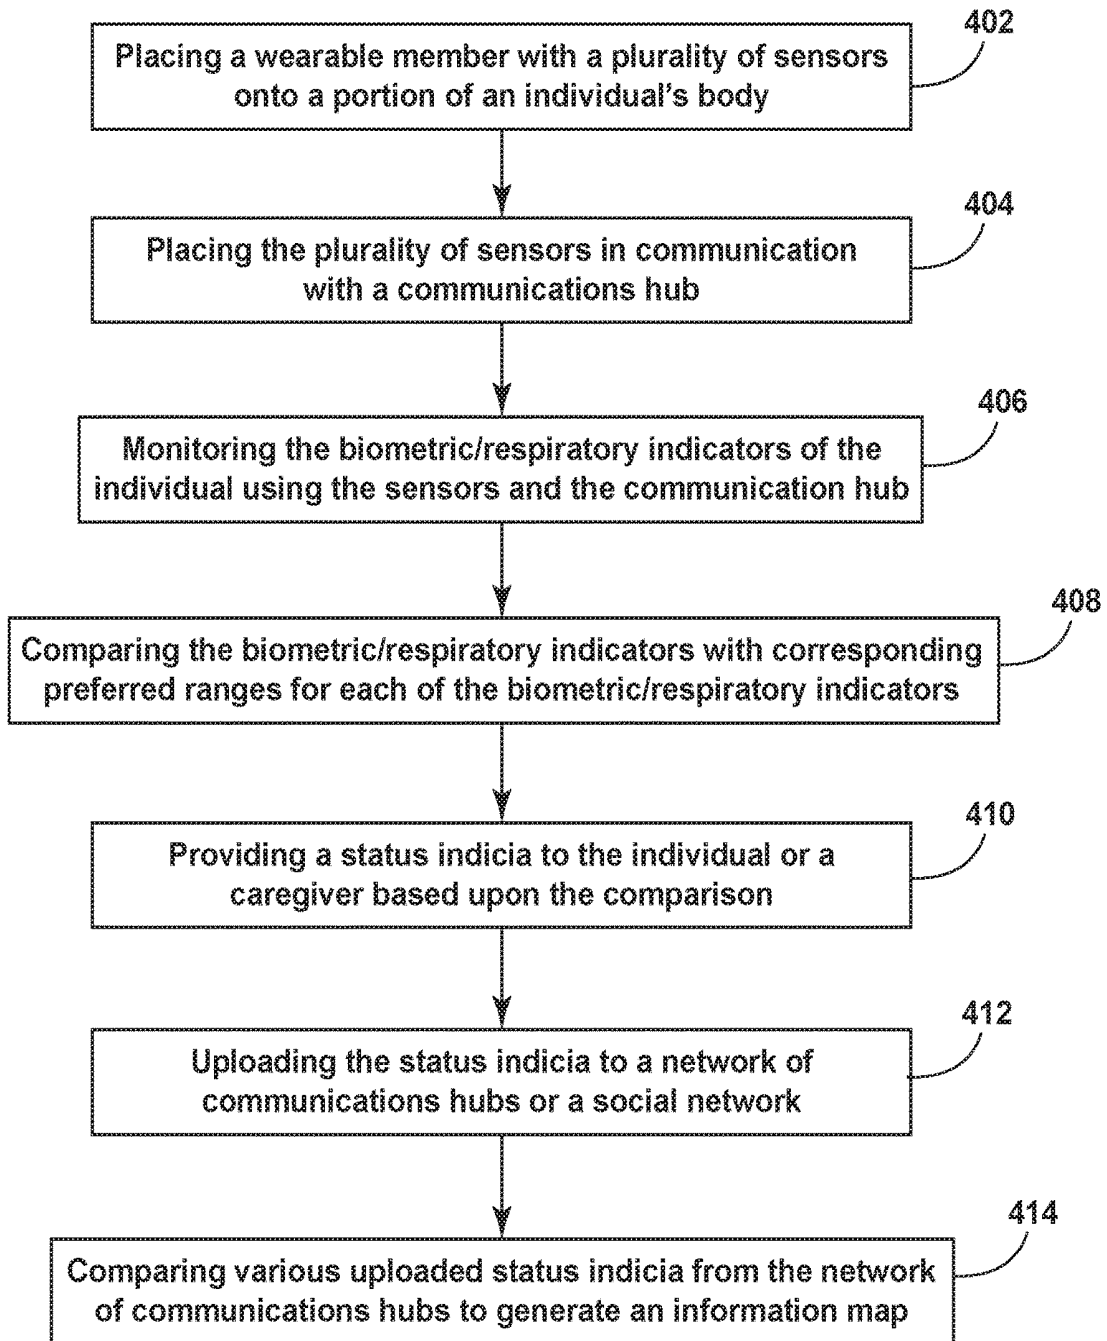 402
Placing a wearable member with a plurality of sensors
onto a portion of an individual's body
404
Placing the plurality of sensors in communication
with a communications hub
406
Monitoring the biometric/respiratory indicators of the
individual using the sensors and the communication hub
408
Comparing the biometric/respiratory indicators with corresponding
preferred ranges for each of the biometric/respiratory indicators
410
Providing a status indicia to the individual or a
caregiver based upon the comparison
412
Uploading the status indicia to a network of
communications hubs or a social network
414
Comparing various uploaded status indicia from the network
of communications hubs to generate an information map